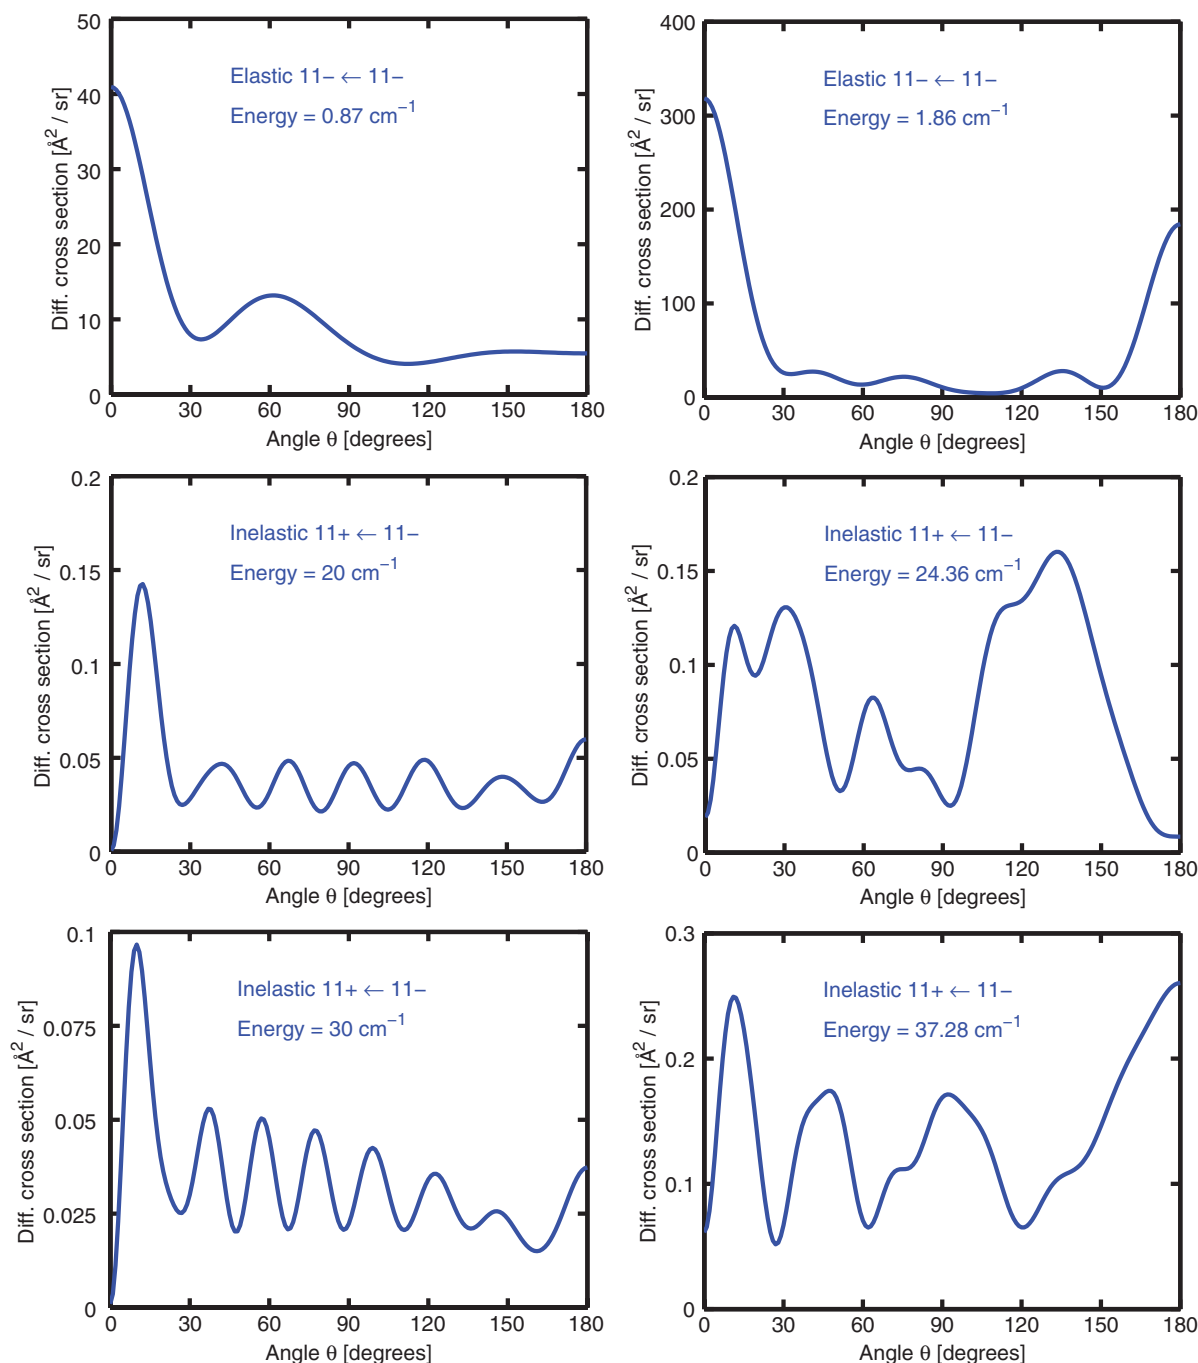 50
40
30
20
10
0
Diff. cross section [Å² / sr]
Elastic 11− ← 11−
Energy = 0.87 cm⁻¹
0 30 60 90 120 150 180
Angle θ [degrees]
400
300
200
100
0
Diff. cross section [Å² / sr]
Elastic 11− ← 11−
Energy = 1.86 cm⁻¹
0 30 60 90 120 150 180
Angle θ [degrees]
0.2
0.15
0.1
0.05
0
Diff. cross section [Å² / sr]
Inelastic 11+ ← 11−
Energy = 20 cm⁻¹
0 30 60 90 120 150 180
Angle θ [degrees]
0.2
0.15
0.1
0.05
0
Diff. cross section [Å² / sr]
Inelastic 11+ ← 11−
Energy = 24.36 cm⁻¹
0 30 60 90 120 150 180
Angle θ [degrees]
0.1
0.075
0.05
0.025
0
Diff. cross section [Å² / sr]
Inelastic 11+ ← 11−
Energy = 30 cm⁻¹
0 30 60 90 120 150 180
Angle θ [degrees]
0.3
0.2
0.1
0
Diff. cross section [Å² / sr]
Inelastic 11+ ← 11−
Energy = 37.28 cm⁻¹
0 30 60 90 120 150 180
Angle θ [degrees]